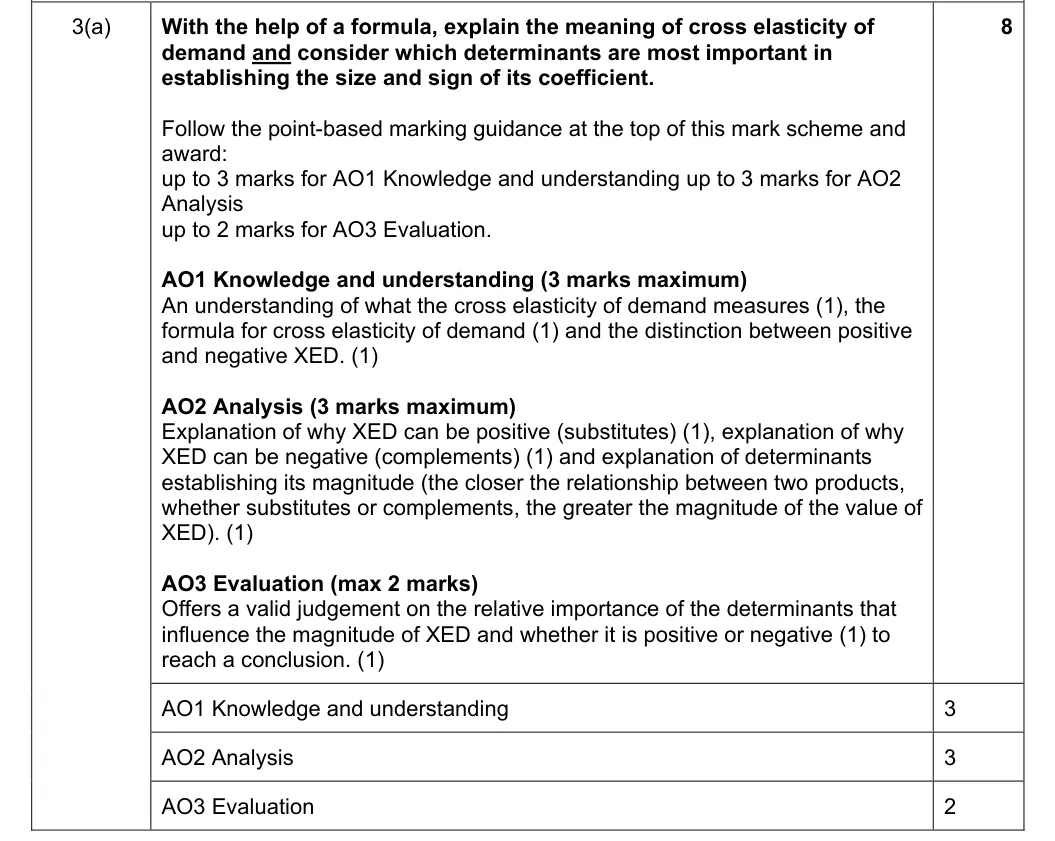 3(a)
With the help of a formula, explain the meaning of cross elasticity of
demand and consider which determinants are most important in
establishing the size and sign of its coefficient.
8
Follow the point-based marking guidance at the top of this mark scheme and
award:
up to 3 marks for AO1 Knowledge and understanding up to 3 marks for AO2
Analysis
up to 2 marks for AO3 Evaluation.
AO1 Knowledge and understanding (3 marks maximum)
An understanding of what the cross elasticity of demand measures (1), the
formula for cross elasticity of demand (1) and the distinction between positive
and negative XED. (1)
AO2 Analysis (3 marks maximum)
Explanation of why XED can be positive (substitutes) (1), explanation of why
XED can be negative (complements) (1) and explanation of determinants
establishing its magnitude (the closer the relationship between two products,
whether substitutes or complements, the greater the magnitude of the value of
XED). (1)
AO3 Evaluation (max 2 marks)
Offers a valid judgement on the relative importance of the determinants that
influence the magnitude of XED and whether it is positive or negative (1) to
reach a conclusion. (1)
AO1 Knowledge and understanding
3
AO2 Analysis
3
AO3 Evaluation
2